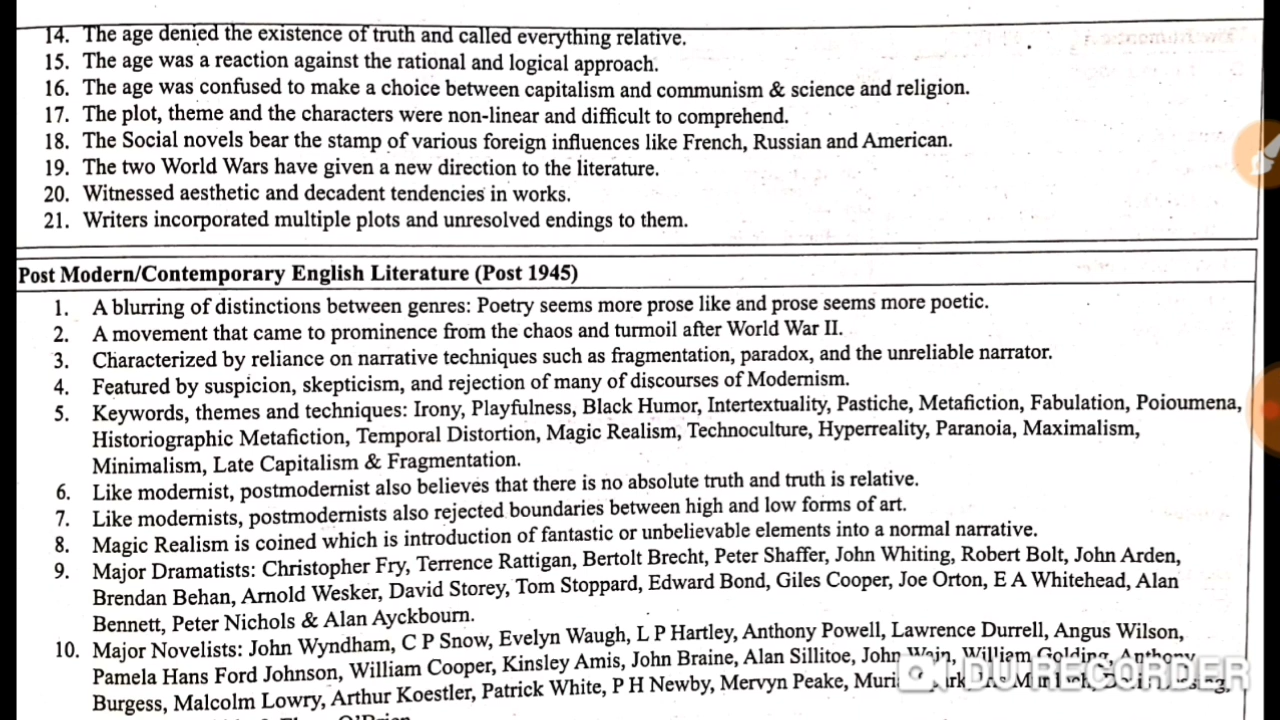 14. The age denied the existence of truth and called everything relative.
15. The age was a reaction against the rational and logical approach.
16. The age was confused to make a choice between capitalism and communism & science and religion.
17. The plot, theme and the characters were non-linear and difficult to comprehend.
18. The Social novels bear the stamp of various foreign influences like French, Russian and American.
19. The two World Wars have given a new direction to the literature.
20. Witnessed aesthetic and decadent tendencies in works.
21. Writers incorporated multiple plots and unresolved endings to them.
Post Modern/Contemporary English Literature (Post 1945)
1. A blurring of distinctions between genres: Poetry seems more prose like and prose seems more poetic.
2. A movement that came to prominence from the chaos and turmoil after World War II.
3. Characterized by reliance on narrative techniques such as fragmentation, paradox, and the unreliable narrator.
4. Featured by suspicion, skepticism, and rejection of many of discourses of Modernism.
5. Keywords, themes and techniques: Irony, Playfulness, Black Humor, Intertextuality, Pastiche, Metafiction, Fabulation, Poioumena,
Historiographic Metafiction, Temporal Distortion, Magic Realism, Technoculture, Hyperreality, Paranoia, Maximalism,
Minimalism, Late Capitalism & Fragmentation.
6. Like modernist, postmodernist also believes that there is no absolute truth and truth is relative.
7. Like modernists, postmodernists also rejected boundaries between high and low forms of art.
8. Magic Realism is coined which is introduction of fantastic or unbelievable elements into a normal narrative.
9. Major Dramatists: Christopher Fry, Terrence Rattigan, Bertolt Brecht, Peter Shaffer, John Whiting, Robert Bolt, John Arden,
Brendan Behan, Arnold Wesker, David Storey, Tom Stoppard, Edward Bond, Giles Cooper, Joe Orton, E A Whitehead, Alan
Bennett, Peter Nichols & Alan Ayckbourn.
10. Major Novelists: John Wyndham, C P Snow, Evelyn Waugh, L P Hartley, Anthony Powell, Lawrence Durrell, Angus Wilson,
Pamela Hans Ford Johnson, William Cooper, Kinsley Amis, John Braine, Alan Sillitoe, John Wain, William Golding, Anthony
Burgess, Malcolm Lowry, Arthur Koestler, Patrick White, P H Newby, Mervyn Peake,
DU RECORDER